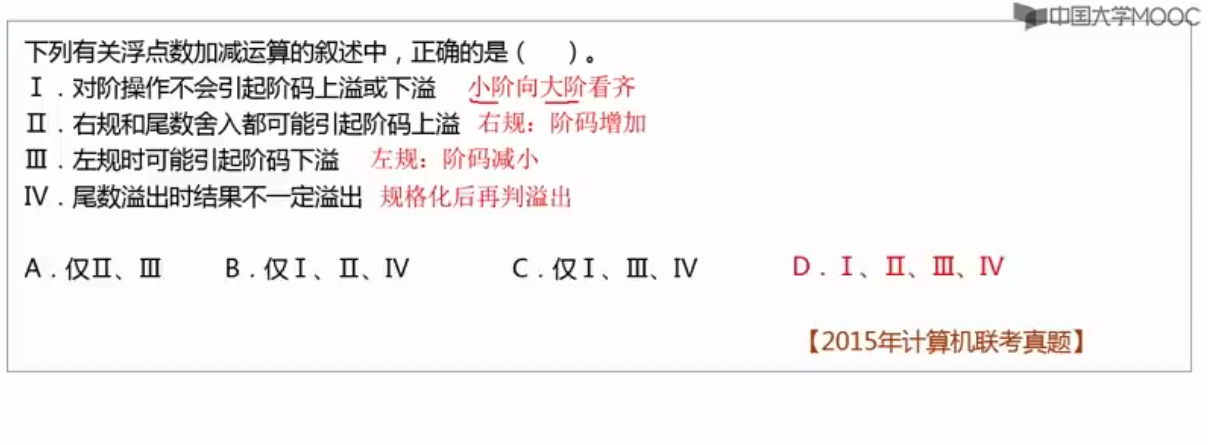 中国大学MOOC
下列有关浮点数加减运算的叙述中，正确的是（ ）。
Ⅰ．对阶操作不会引起阶码上溢或下溢 小阶向大阶看齐
Ⅱ．右规和尾数舍入都可能引起阶码上溢 右规：阶码增加
Ⅲ．左规时可能引起阶码下溢 左规：阶码减小
Ⅳ．尾数溢出时结果不一定溢出 规格化后再判溢出
A．仅Ⅱ、Ⅲ B．仅Ⅰ、Ⅱ、Ⅳ C．仅Ⅰ、Ⅲ、Ⅳ D．Ⅰ、Ⅱ、Ⅲ、Ⅳ
【2015年计算机联考真题】